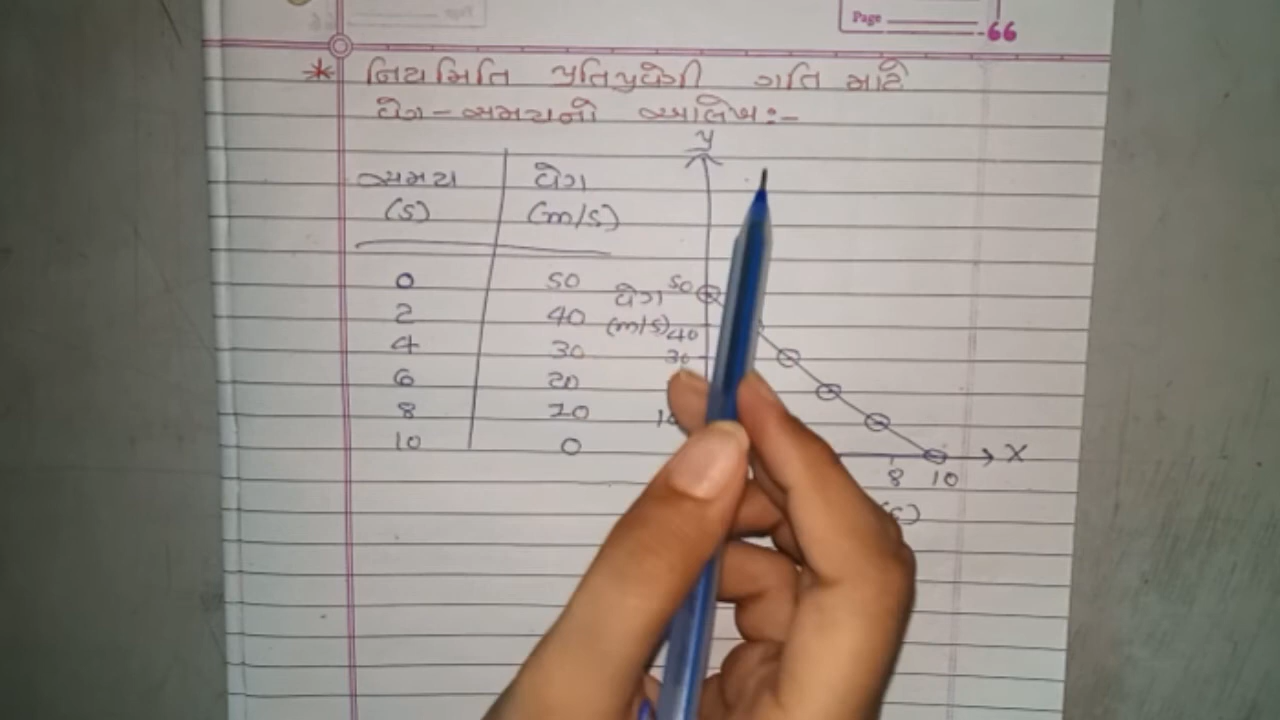 Page 66
* નિયમિતિ પ્રતિપ્રવેગી ગતિ માટે
વેગ - સમયનો આલેખ :-
સમય વેગ
(s) (m/s)
0 50
2 40
4 30
6 20
8 10
10 0
y
50
વેગ
(m/s) 40
30
X
8 10